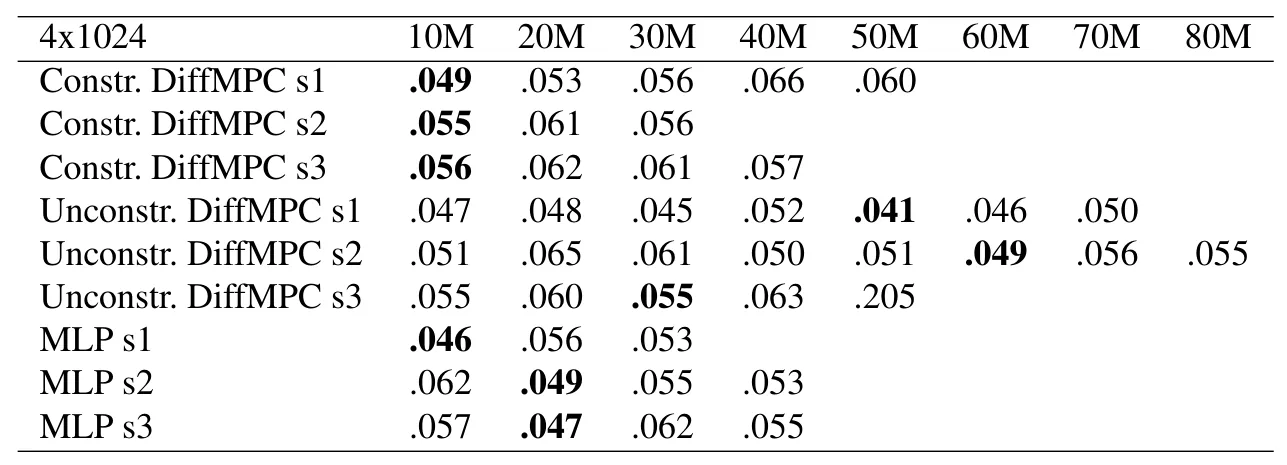 4x1024 10M 20M 30M 40M 50M 60M 70M 80M
Constr. DiffMPC s1 .049 .053 .056 .066 .060
Constr. DiffMPC s2 .055 .061 .056
Constr. DiffMPC s3 .056 .062 .061 .057
Unconstr. DiffMPC s1 .047 .048 .045 .052 .041 .046 .050
Unconstr. DiffMPC s2 .051 .065 .061 .050 .051 .049 .056 .055
Unconstr. DiffMPC s3 .055 .060 .055 .063 .205
MLP s1 .046 .056 .053
MLP s2 .062 .049 .055 .053
MLP s3 .057 .047 .062 .055